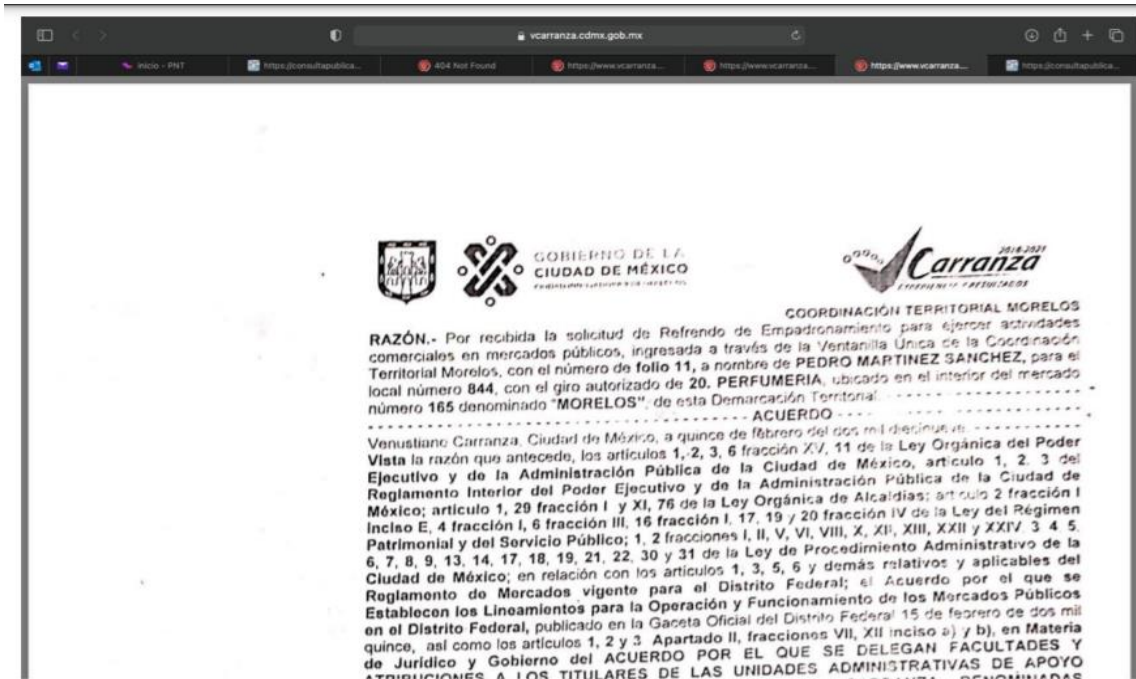 vcarranza.cdmx.gob.mx
Inicio - PNT
https://consultapublica...
404 Not Found
https://www.vcarranza....
https://www.vcarranza....
https://www.vcarranza....
https://consultapublica...
GOBIERNO DE LA
CIUDAD DE MÉXICO
2018-2021
Carranza
COORDINACIÓN TERRITORIAL MORELOS
RAZÓN.- Por recibida la solicitud de Refrendo de Empadronamiento para ejercer actividades
comerciales en mercados públicos, ingresada a través de la Ventanilla Única de la Coordinación
Territorial Morelos, con el número de folio 11, a nombre de PEDRO MARTINEZ SANCHEZ, para el
local número 844, con el giro autorizado de 20. PERFUMERIA, ubicado en el interior del mercado
número 165 denominado "MORELOS", de esta Demarcación Territorial.
ACUERDO
Venustiano Carranza, Ciudad de México, a quince de febrero del dos mil diecinueve.
Vista la razón que antecede, los artículos 1, 2, 3, 6 fracción XV, 11 de la Ley Orgánica del Poder
Ejecutivo y de la Administración Pública de la Ciudad de México, artículo 1, 2. 3 del
Reglamento Interior del Poder Ejecutivo y de la Administración Pública de la Ciudad de
México; artículo 1, 29 fracción I y XI, 76 de la Ley Orgánica de Alcaldías; artículo 2 fracción I
Inciso E, 4 fracción I, 6 fracción III, 16 fracción I, 17, 19 y 20 fracción IV de la Ley del Régimen
Patrimonial y del Servicio Público; 1, 2 fracciones I, II, V, VI, VIII, X, XII, XIII, XXII y XXIV. 3 4. 5.
6, 7, 8, 9, 13, 14, 17, 18, 19, 21, 22, 30 y 31 de la Ley de Procedimiento Administrativo de la
Ciudad de México; en relación con los artículos 1, 3, 5, 6 y demás relativos y aplicables del
Reglamento de Mercados vigente para el Distrito Federal; el Acuerdo por el que se
Establecen los Lineamientos para la Operación y Funcionamiento de los Mercados Públicos
en el Distrito Federal, publicado en la Gaceta Oficial del Distrito Federal 15 de febrero de dos mil
quince, así como los artículos 1, 2 y 3 Apartado II, fracciones VII, XII inciso a) y b), en Materia
de Jurídico y Gobierno del ACUERDO POR EL QUE SE DELEGAN FACULTADES Y
ATRIBUCIONES A LOS TITULARES DE LAS UNIDADES ADMINISTRATIVAS DE APOYO
DENOMINADAS